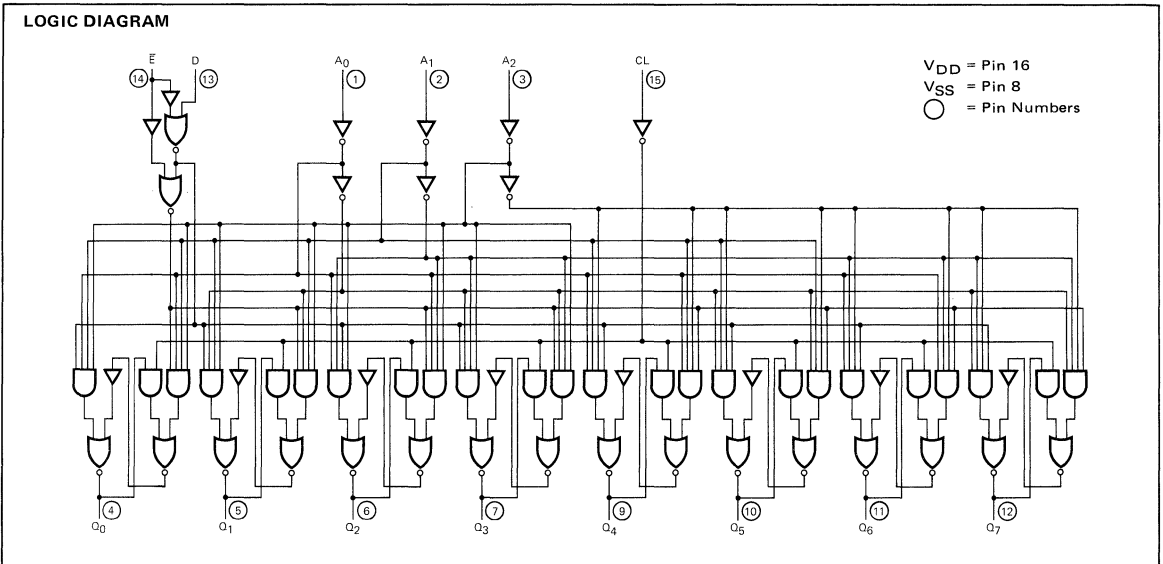 LOGIC DIAGRAM
E̅ D A0 A1 A2 CL
14 13 1 2 3 15
VDD = Pin 16
VSS = Pin 8
= Pin Numbers
4 5 6 7 9 10 11 12
Q0 Q1 Q2 Q3 Q4 Q5 Q6 Q7